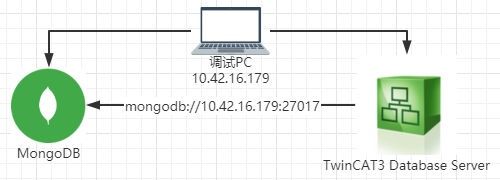 调试PC
10.42.16.179
mongodb://10.42.16.179:27017
MongoDB
TwinCAT3 Database Server